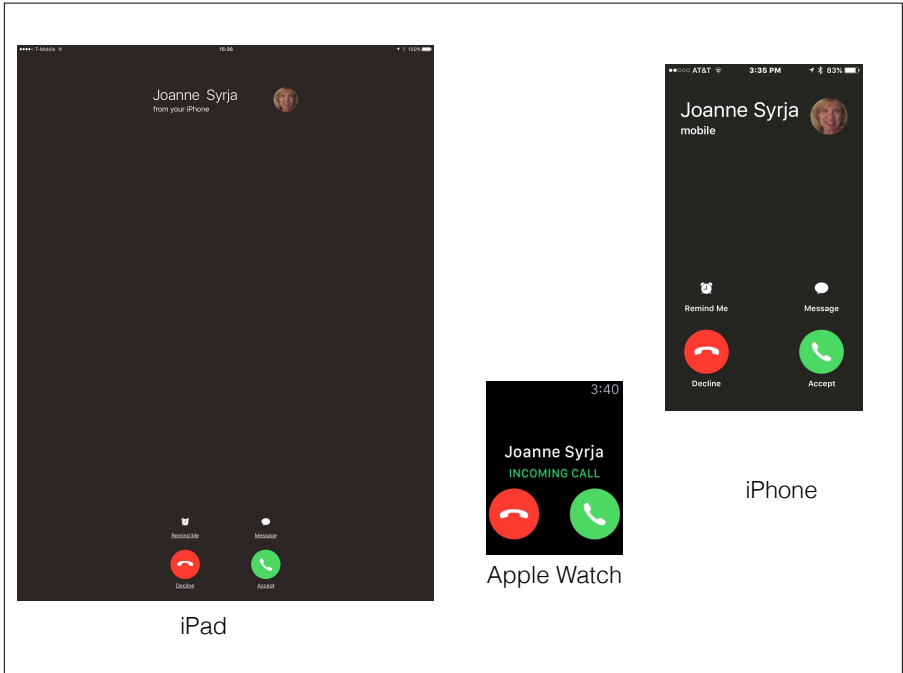 T-Mobile 15:36 100%
Joanne Syrja
from your iPhone
Remind Me Message
Decline Accept
iPad
3:40
Joanne Syrja
INCOMING CALL
Apple Watch
AT&T 3:35 PM 83%
Joanne Syrja
mobile
Remind Me Message
Decline Accept
iPhone